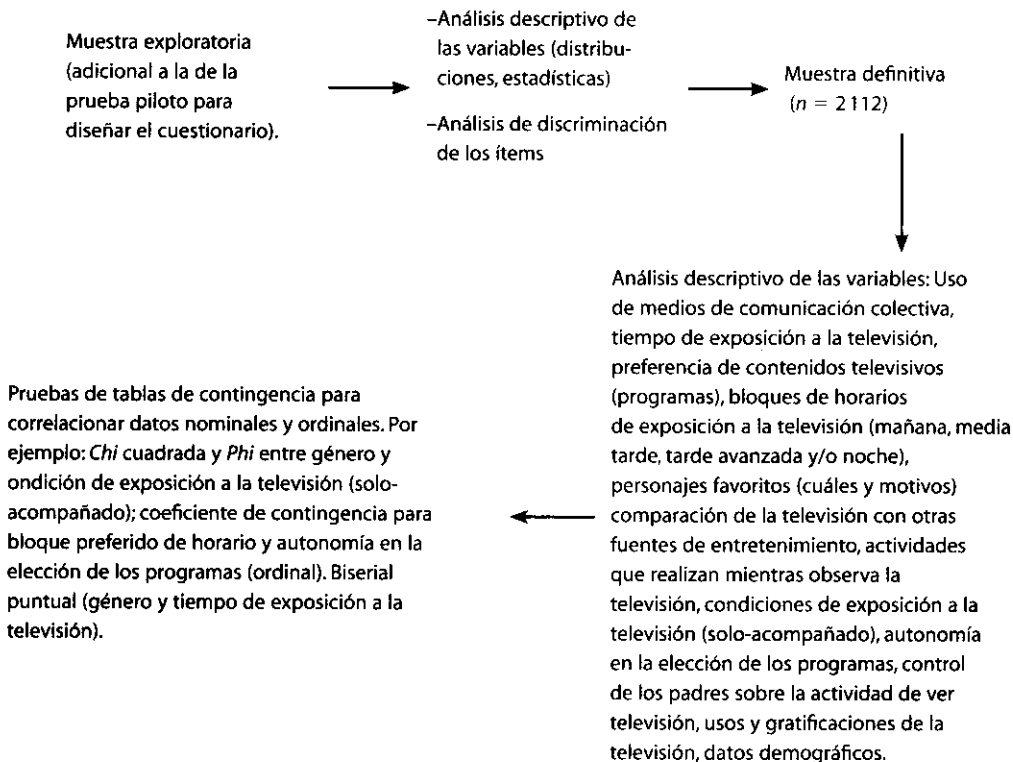 Muestra exploratoria
(adicional a la de la
prueba piloto para
diseñar el cuestionario).
–Análisis descriptivo de
las variables (distribu-
ciones, estadísticas)
–Análisis de discriminación
de los ítems
Muestra definitiva
(n = 2112)
Análisis descriptivo de las variables: Uso
de medios de comunicación colectiva,
tiempo de exposición a la televisión,
preferencia de contenidos televisivos
(programas), bloques de horarios
de exposición a la televisión (mañana, media
tarde, tarde avanzada y/o noche),
personajes favoritos (cuáles y motivos)
comparación de la televisión con otras
fuentes de entretenimiento, actividades
que realizan mientras observa la
televisión, condiciones de exposición a la
televisión (solo-acompañado), autonomía
en la elección de los programas, control
de los padres sobre la actividad de ver
televisión, usos y gratificaciones de la
televisión, datos demográficos.
Pruebas de tablas de contingencia para
correlacionar datos nominales y ordinales. Por
ejemplo: Chi cuadrada y Phi entre género y
ondición de exposición a la televisión (solo-
acompañado); coeficiente de contingencia para
bloque preferido de horario y autonomía en la
elección de los programas (ordinal). Biserial
puntual (género y tiempo de exposición a la
televisión).